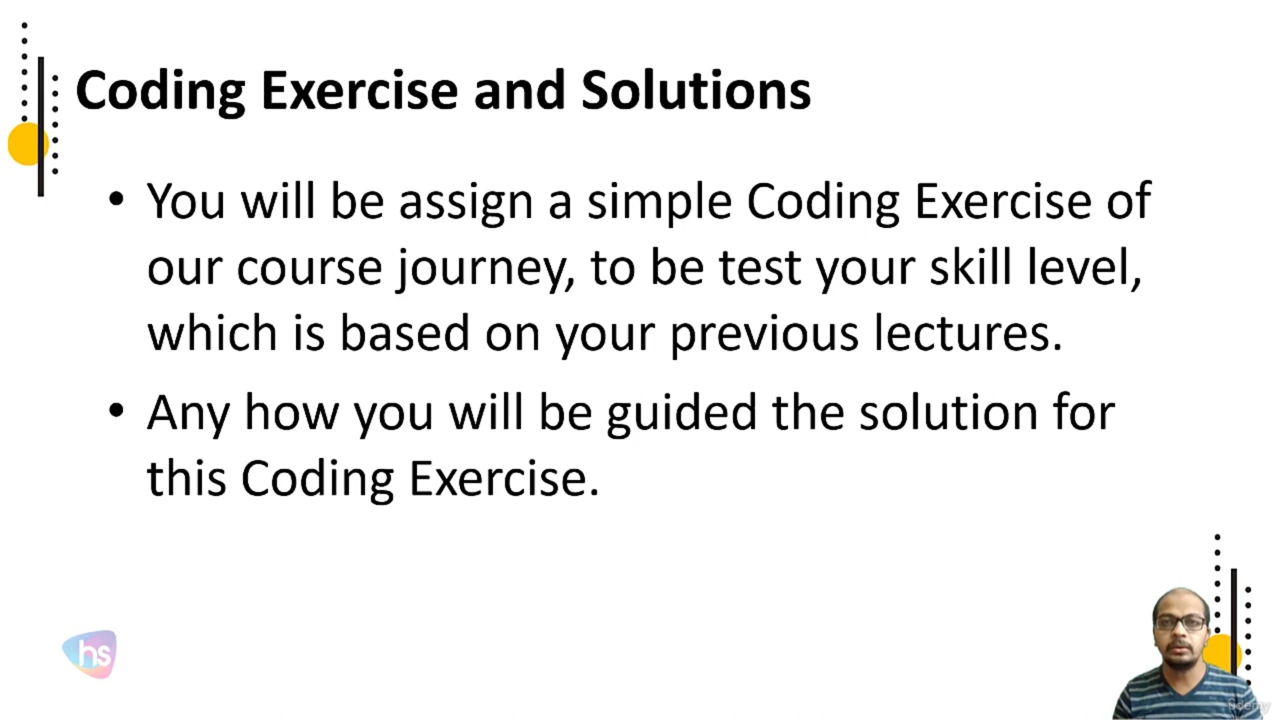 Coding Exercise and Solutions
• You will be assign a simple Coding Exercise of
our course journey, to be test your skill level,
which is based on your previous lectures.
• Any how you will be guided the solution for
this Coding Exercise.
hs
Udemy